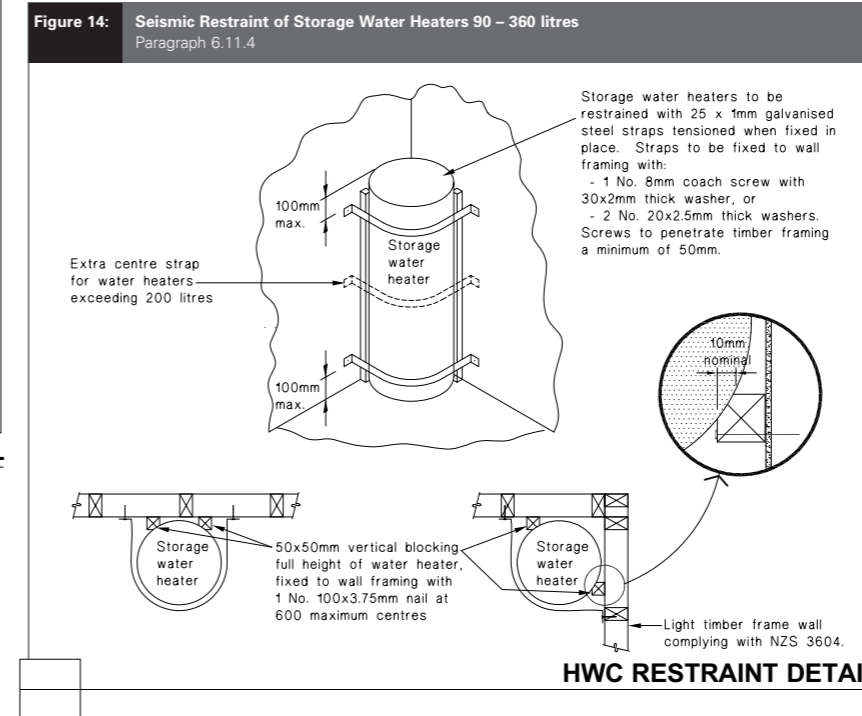 Figure 14: Seismic Restraint of Storage Water Heaters 90 – 360 litres
Paragraph 6.11.4
Storage water heaters to be
restrained with 25 x 1mm galvanised
steel straps tensioned when fixed in
place. Straps to be fixed to wall
framing with:
- 1 No. 8mm coach screw with
30x2mm thick washer, or
- 2 No. 20x2.5mm thick washers.
Screws to penetrate timber framing
a minimum of 50mm.
100mm
max.
Storage
water
heater
Extra centre strap
for water heaters
exceeding 200 litres
100mm
max.
10mm
nominal
Storage
water
heater
50x50mm vertical blocking
full height of water heater,
fixed to wall framing with
1 No. 100x3.75mm nail at
600 maximum centres
Storage
water
heater
Light timber frame wall
complying with NZS 3604.
HWC RESTRAINT DETAI